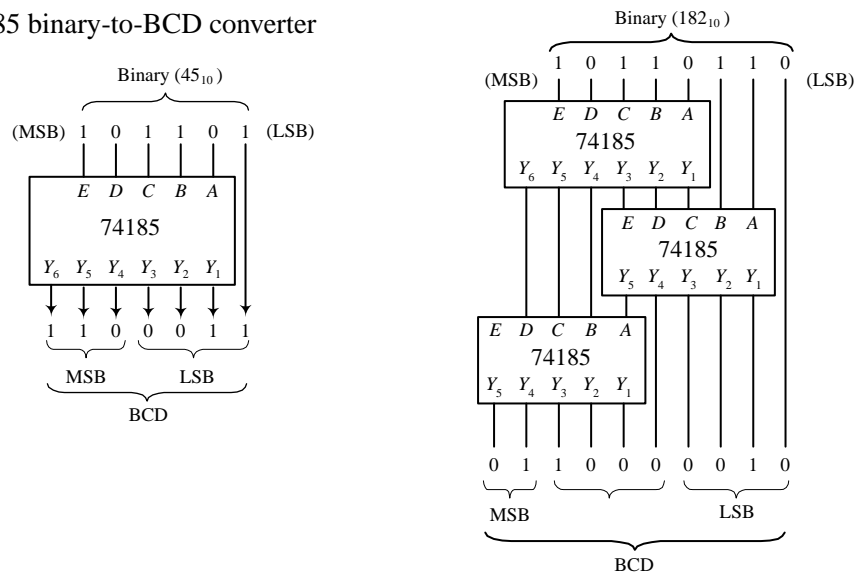 85 binary-to-BCD converter
Binary (45₁₀)
(MSB) 1 0 1 1 0 1 (LSB)
E D C B A
74185
Y₆ Y₅ Y₄ Y₃ Y₂ Y₁
1 1 0 0 0 1 1
MSB LSB
BCD
Binary (182₁₀)
1 0 1 1 0 1 1 0
(MSB) (LSB)
E D C B A
74185
Y₆ Y₅ Y₄ Y₃ Y₂ Y₁
E D C B A
74185
Y₅ Y₄ Y₃ Y₂ Y₁
E D C B A
74185
Y₅ Y₄ Y₃ Y₂ Y₁
0 1 1 0 0 0 0 0 1 0
MSB LSB
BCD